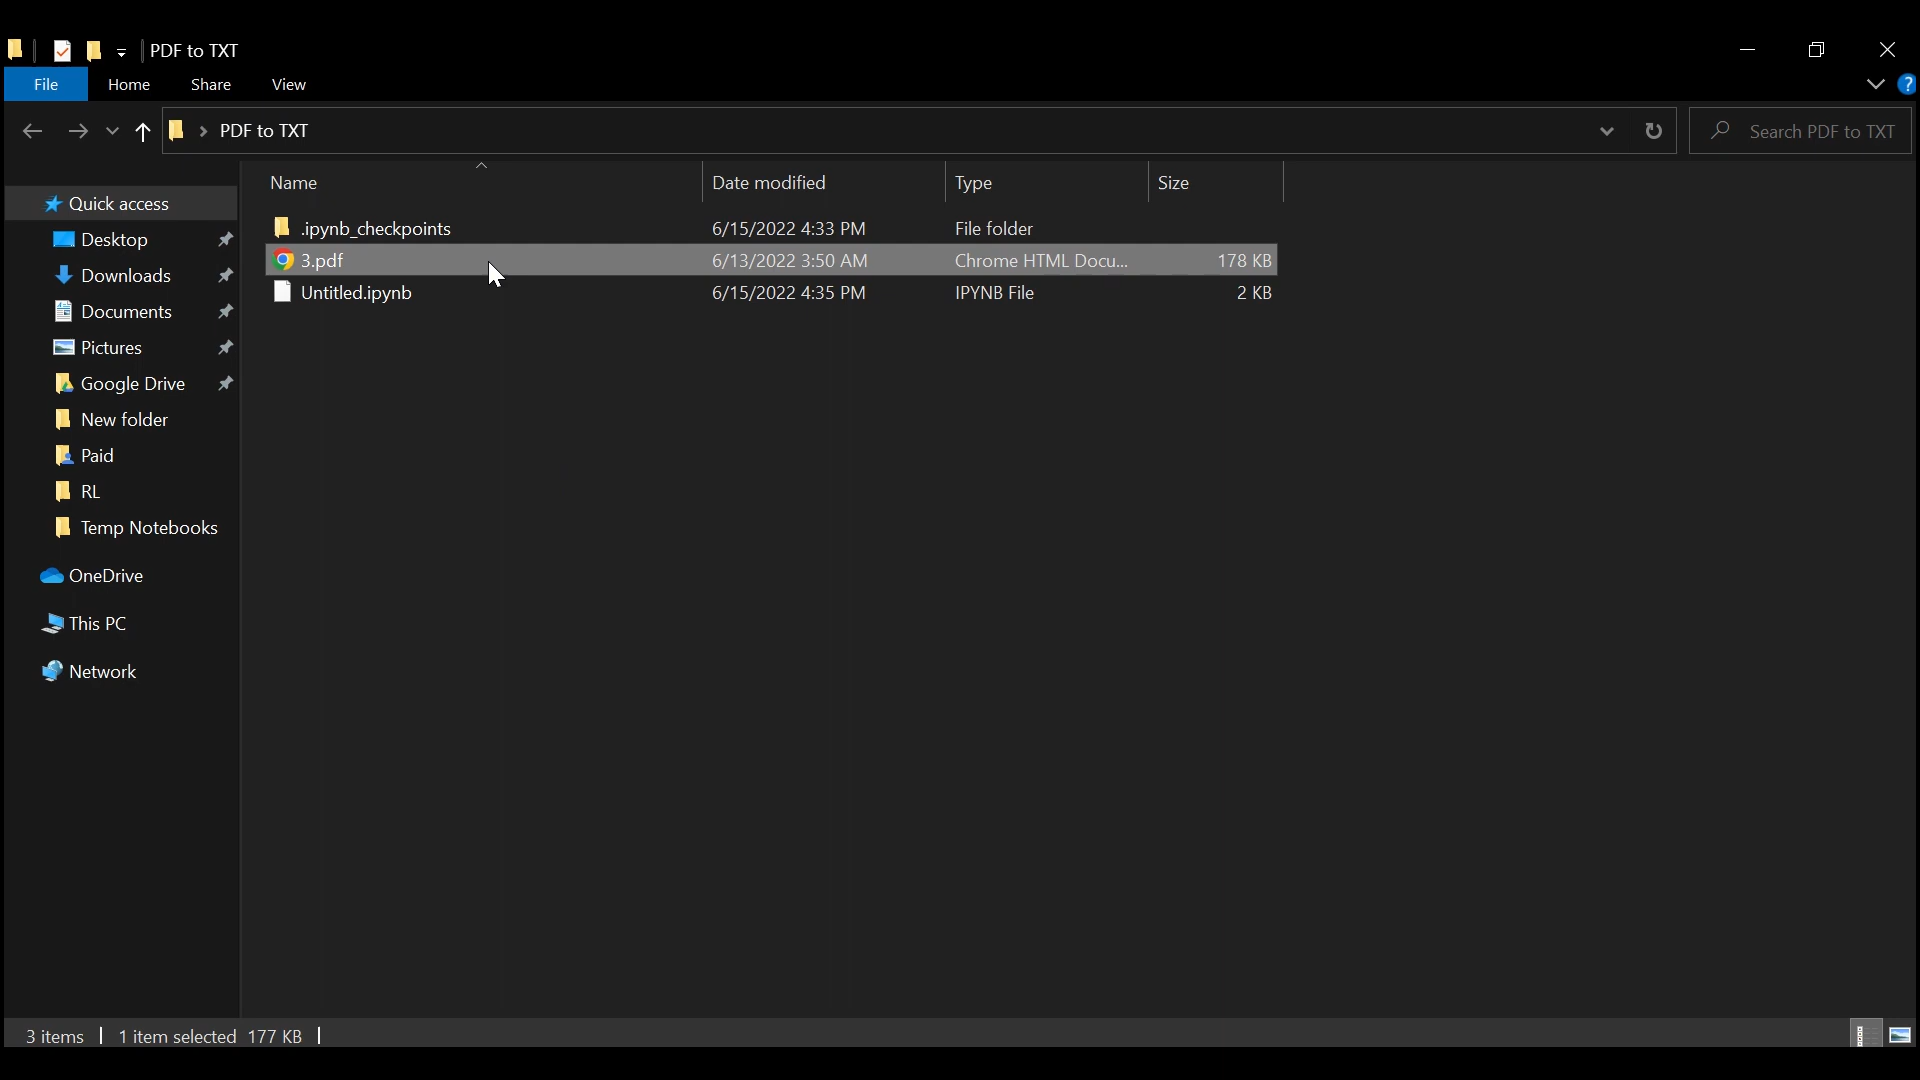 PDF to TXT
File Home Share View
PDF to TXT Search PDF to TXT
Name Date modified Type Size
Quick access
Desktop
Downloads
Documents
Pictures
Google Drive
New folder
Paid
RL
Temp Notebooks
OneDrive
This PC
Network
.ipynb_checkpoints 6/15/2022 4:33 PM File folder
3.pdf 6/13/2022 3:50 AM Chrome HTML Docu... 178 KB
Untitled.ipynb 6/15/2022 4:35 PM IPYNB File 2 KB
3 items 1 item selected 177 KB